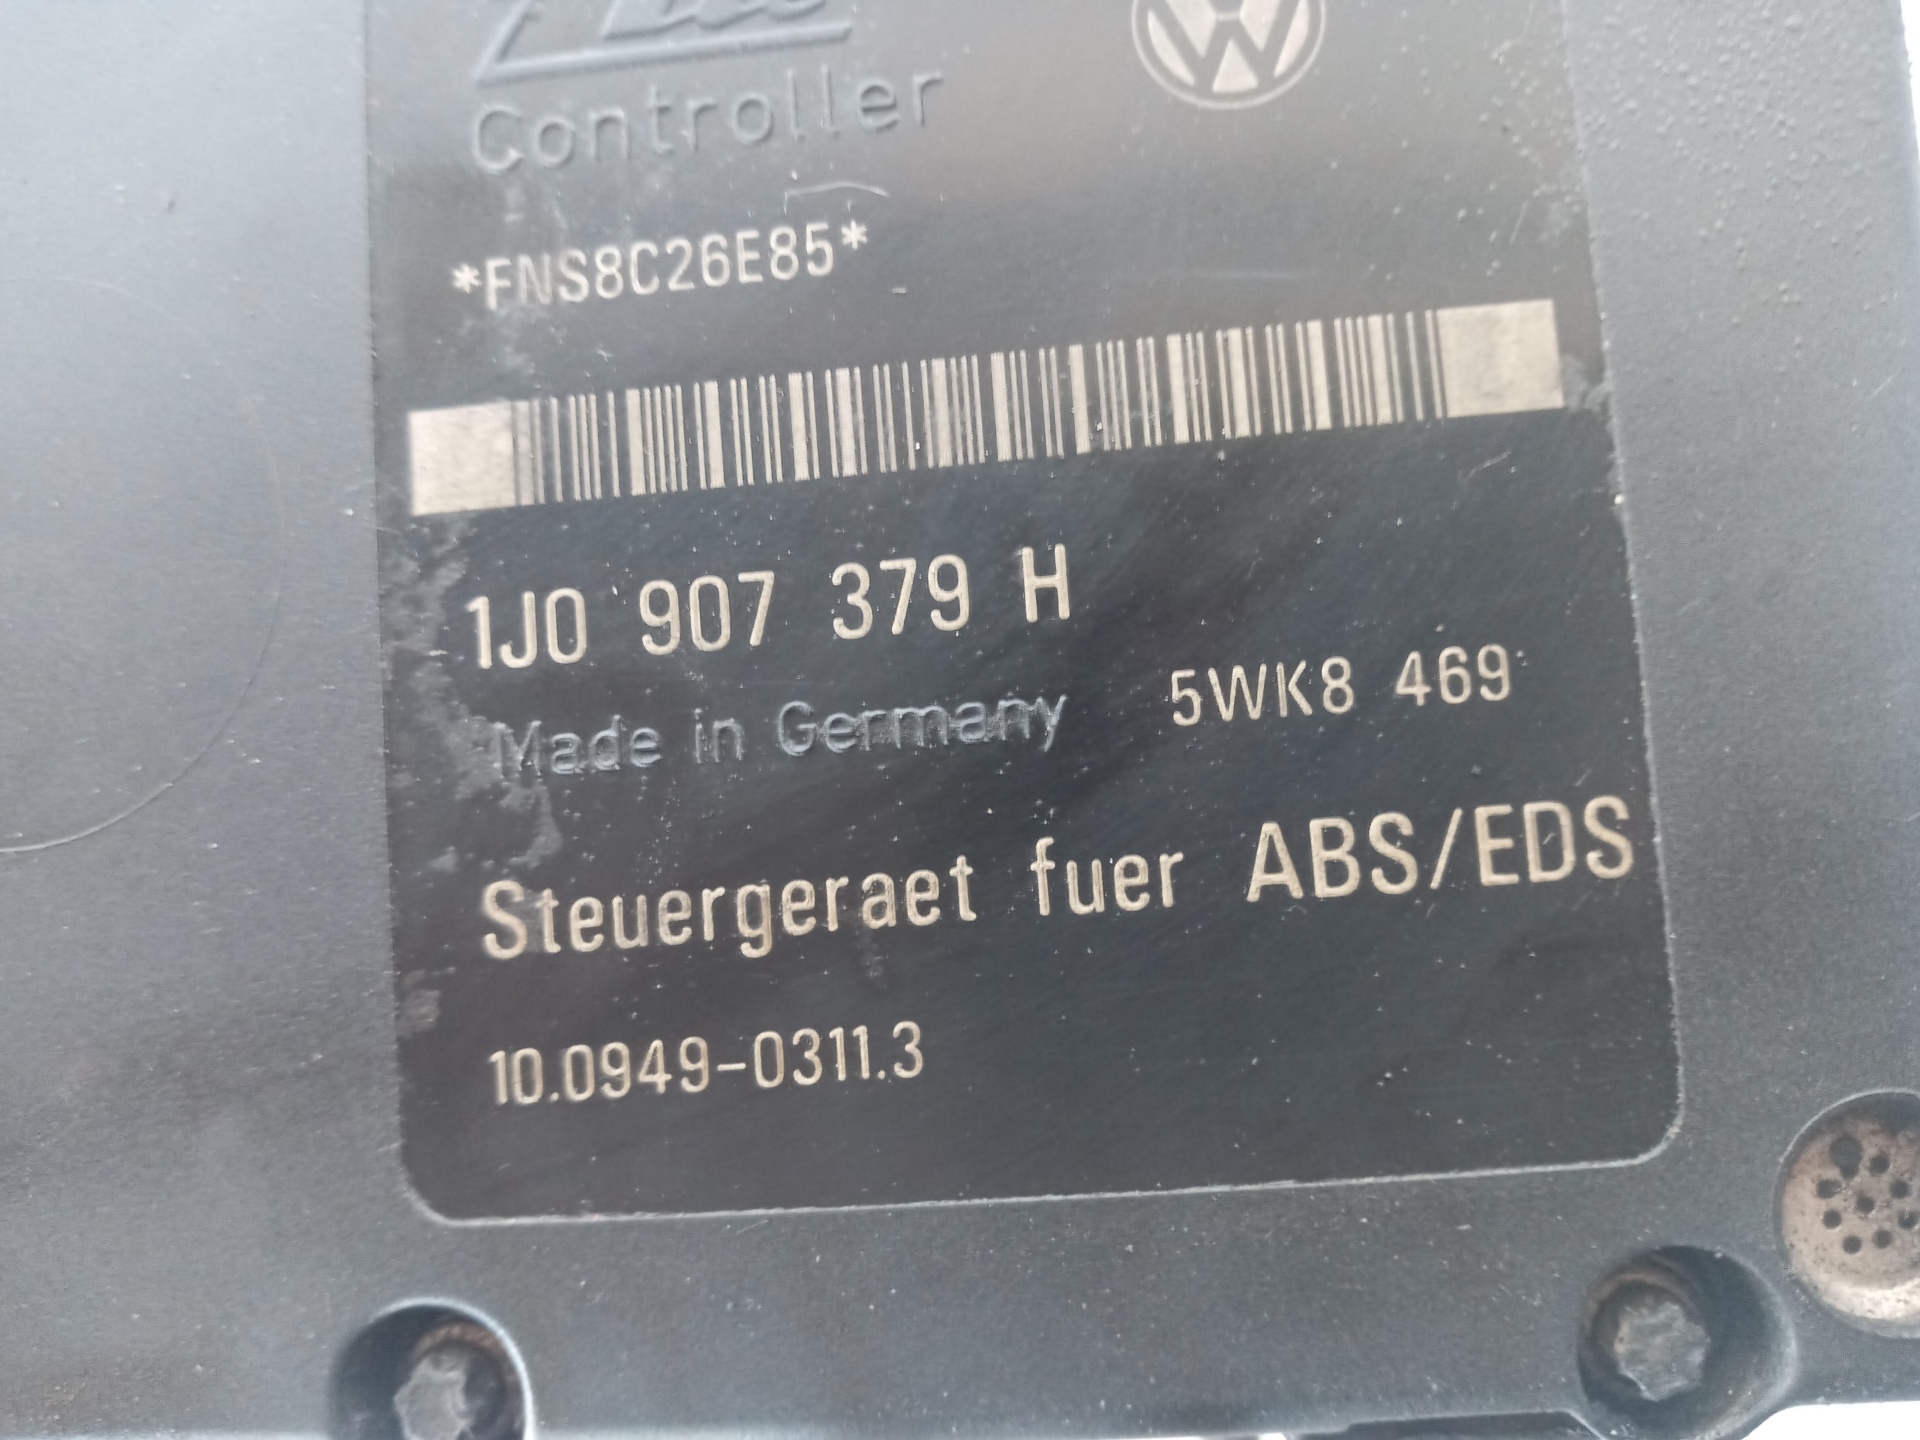 Controller
*FNS8C26E85*
1J0 907 379 H
Made in Germany 5WK8 469
Steuergeraet fuer ABS/EDS
10.0949-0311.3